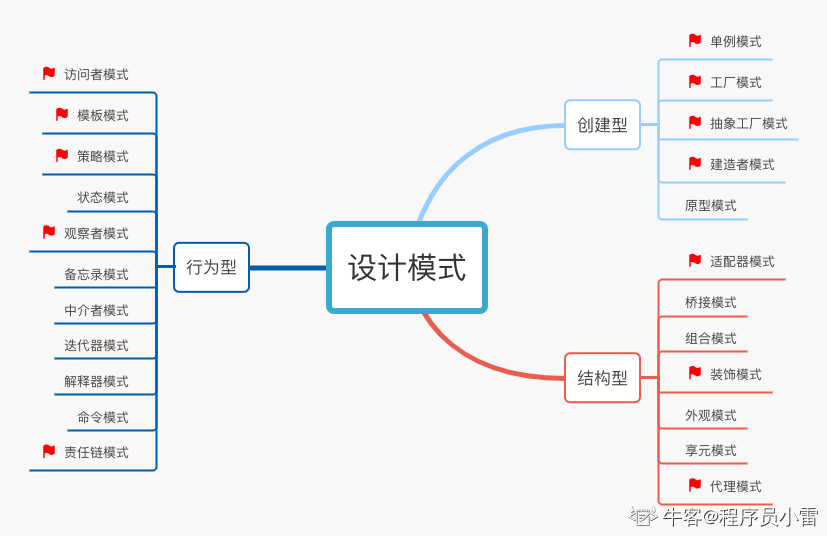 设计模式
创建型
单例模式
工厂模式
抽象工厂模式
建造者模式
原型模式
结构型
适配器模式
桥接模式
组合模式
装饰模式
外观模式
享元模式
代理模式
行为型
访问者模式
模板模式
策略模式
状态模式
观察者模式
备忘录模式
中介者模式
迭代器模式
解释器模式
命令模式
责任链模式
牛客@程序员小雷